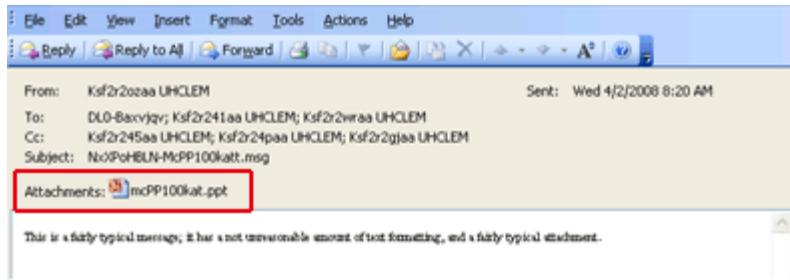 File Edit View Insert Format Tools Actions Help
Reply Reply to All Forward
From: Ksf2r2ozaa UHCLEM Sent: Wed 4/2/2008 8:20 AM
To: DL0-Baxvjqv; Ksf2r241aa UHCLEM; Ksf2r2wraa UHCLEM
Cc: Ksf2r245aa UHCLEM; Ksf2r24paa UHCLEM; Ksf2r2gjaa UHCLEM
Subject: NxXPoHBLN-McPP100katt.msg
Attachments: mcPP100kat.ppt
This is a fairly typical message; it has a not unreasonable amount of text formatting, and a fairly typical attachment.